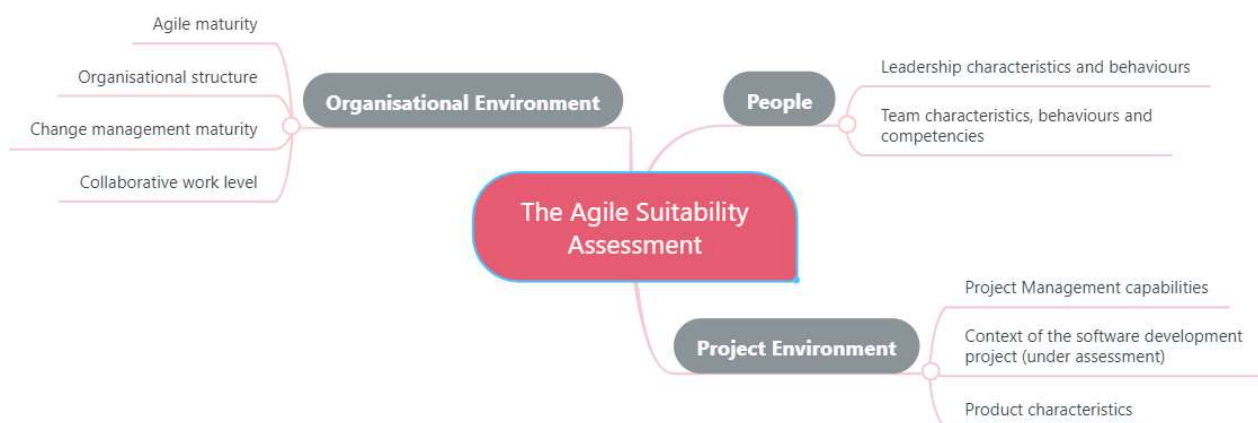 Agile maturity
Organisational structure
Change management maturity
Collaborative work level
Organisational Environment
People
Leadership characteristics and behaviours
Team characteristics, behaviours and
competencies
The Agile Suitability
Assessment
Project Environment
Project Management capabilities
Context of the software development
project (under assessment)
Product characteristics